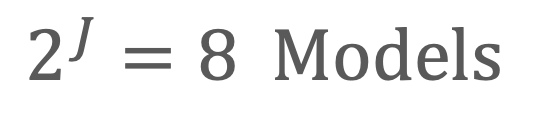 2^J = 8 Models